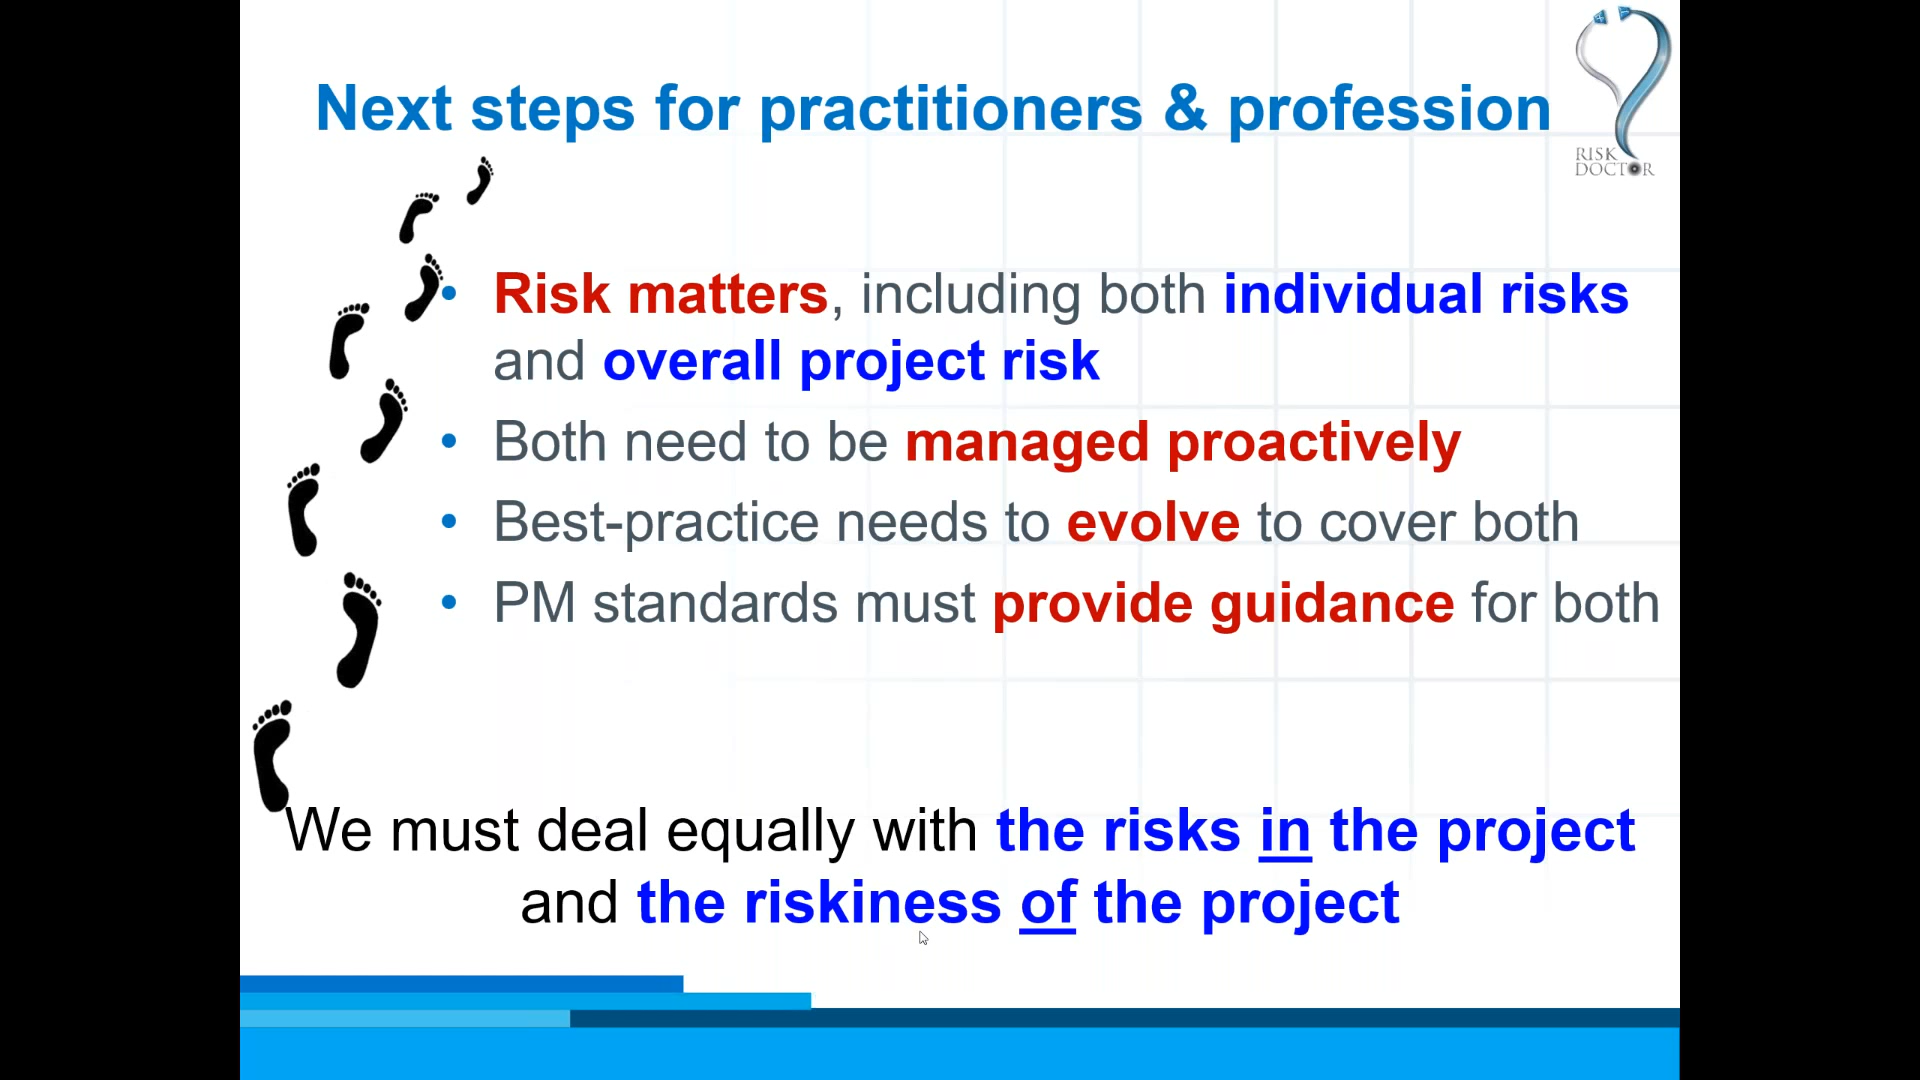 Next steps for practitioners & profession
RISK
DOCTOR
• Risk matters, including both individual risks
and overall project risk
• Both need to be managed proactively
• Best-practice needs to evolve to cover both
• PM standards must provide guidance for both
We must deal equally with the risks in the project
and the riskiness of the project